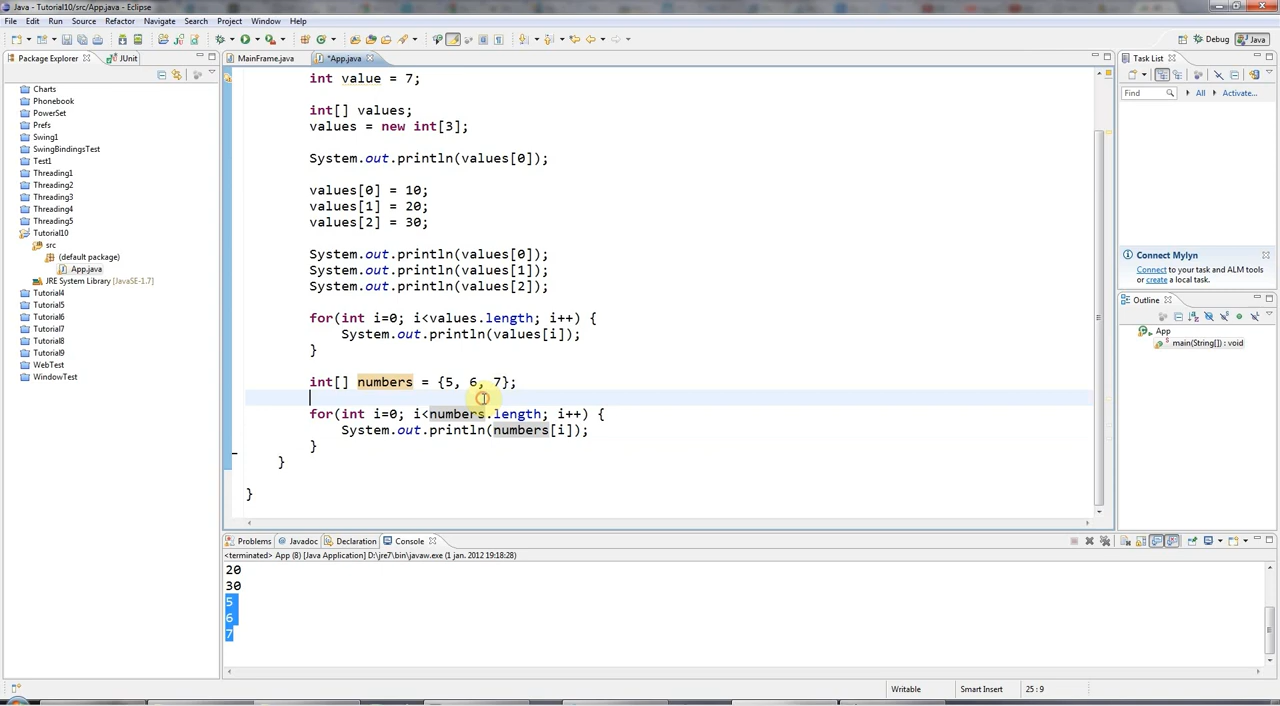 Java - Tutorial10/src/App.java - Eclipse
File Edit Run Source Refactor Navigate Search Project Window Help
Debug Java
Package Explorer JUnit
Charts
Phonebook
PowerSet
Prefs
Swing1
SwingBindingsTest
Test1
Threading1
Threading2
Threading3
Threading4
Threading5
Tutorial10
src
(default package)
App.java
JRE System Library [JavaSE-1.7]
Tutorial4
Tutorial5
Tutorial6
Tutorial7
Tutorial8
Tutorial9
WebTest
WindowTest
MainFrame.java *App.java
int value = 7;
int[] values;
values = new int[3];
System.out.println(values[0]);
values[0] = 10;
values[1] = 20;
values[2] = 30;
System.out.println(values[0]);
System.out.println(values[1]);
System.out.println(values[2]);
for(int i=0; i<values.length; i++) {
System.out.println(values[i]);
}
int[] numbers = {5, 6, 7};
for(int i=0; i<numbers.length; i++) {
System.out.println(numbers[i]);
}
}
}
Task List
Find All Activate...
Connect Mylyn
Connect to your task and ALM tools
or create a local task.
Outline
App
main(String[]) : void
Problems Javadoc Declaration Console
<terminated> App (8) [Java Application] D:\jre7\bin\javaw.exe (1 jan. 2012 19:18:28)
20
30
5
6
7
Writable Smart Insert 25 : 9